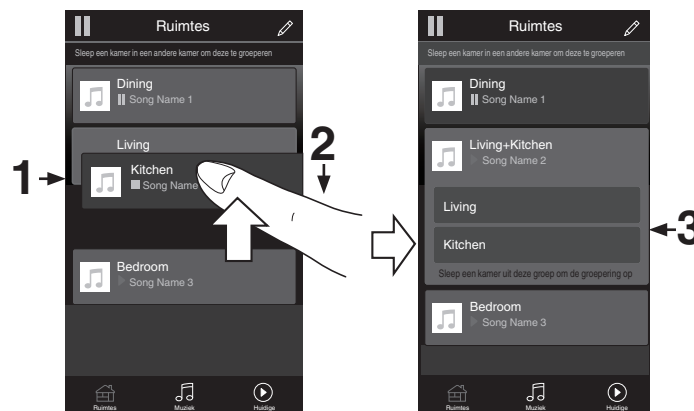 Ruimtes
Sleep een kamer in een andere kamer om deze te groeperen
Dining
Song Name 1
Living
Kitchen
Song Name
Bedroom
Song Name 3
Ruimtes Muziek Huidige
1
2
Ruimtes
Sleep een kamer in een andere kamer om deze te groeperen
Dining
Song Name 1
Living+Kitchen
Song Name 2
Living
Kitchen
Sleep een kamer uit deze groep om de groepering op
Bedroom
Song Name 3
Ruimtes Muziek Huidige
3